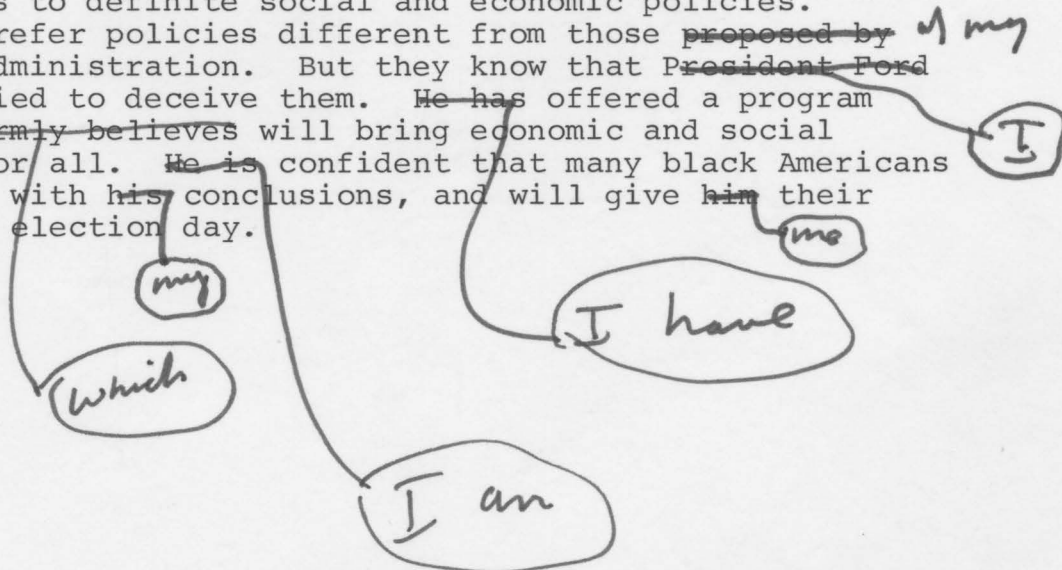 s to definite social and economic policies.
refer policies different from those proposed by of my
dministration. But they know that President Ford
ied to deceive them. He has offered a program
rmly believes will bring economic and social
I
or all. He is confident that many black Americans
with his conclusions, and will give him their
election day.
me
my
I have
which
I am